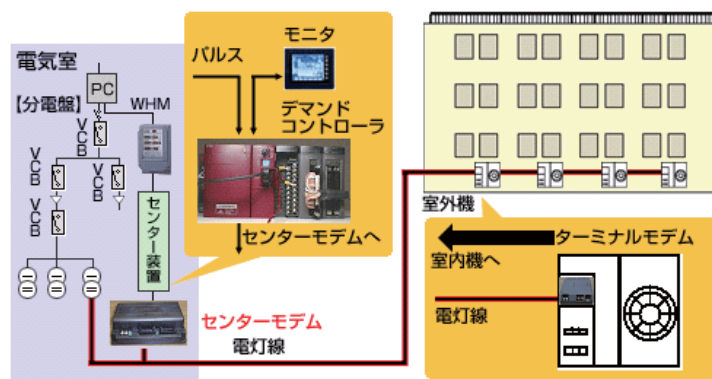 電気室
PC
【分電盤】
WHM
VCB
VCB
VCB
VCB
センター装置
パルス
モニタ
デマンド
コントローラ
センターモデムへ
センターモデム
電灯線
室外機
ターミナルモデム
室内機へ
電灯線